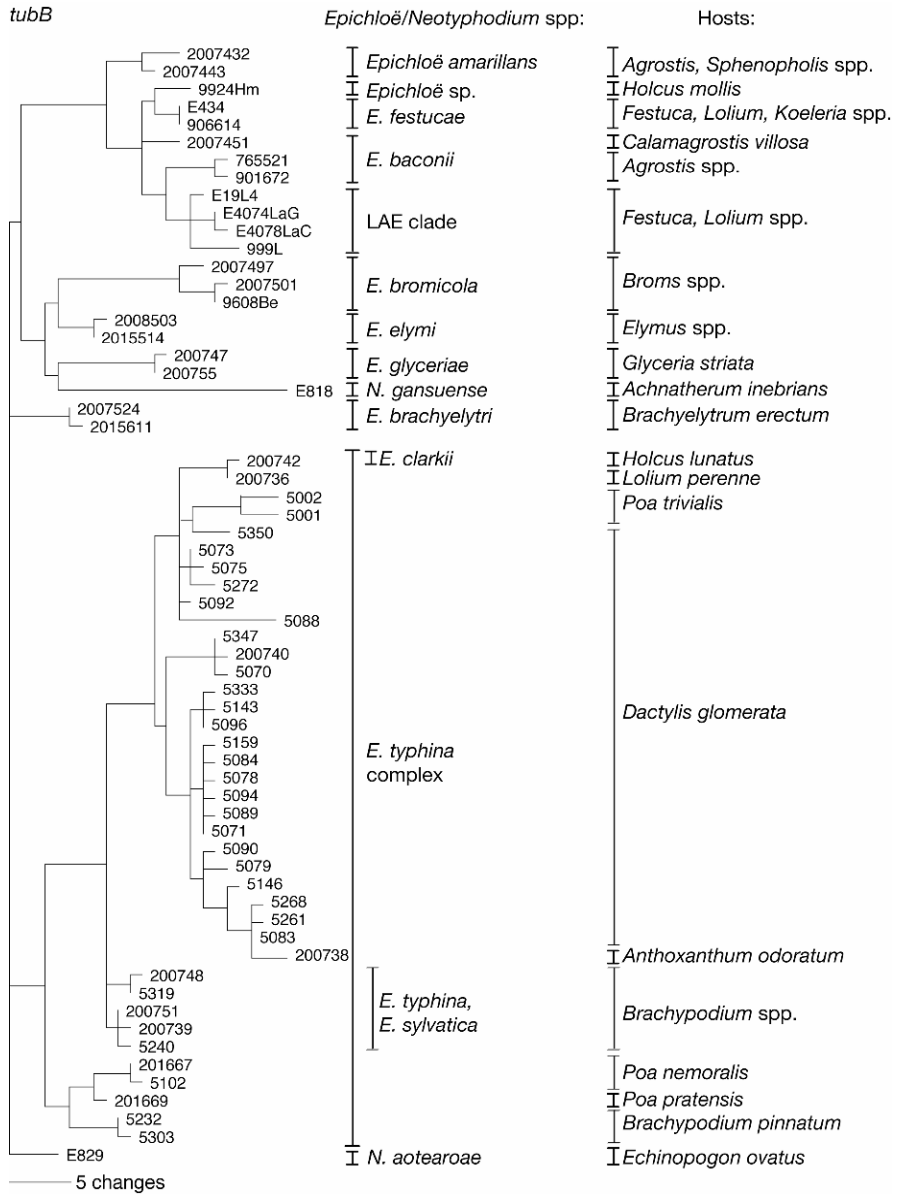 tubB Epichloë/Neotyphodium spp: Hosts:
2007432 Epichloë amarillans Agrostis, Sphenopholis spp.
2007443
9924Hm Epichloë sp. Holcus mollis
E434 E. festucae Festuca, Lolium, Koeleria spp.
906614
2007451 E. baconii Calamagrostis villosa
765521 Agrostis spp.
901672
E19L4 LAE clade Festuca, Lolium spp.
E4074LaG
E4078LaC
999L
2007497 E. bromicola Broms spp.
2007501
9608Be
2008503 E. elymi Elymus spp.
2015514
200747 E. glyceriae Glyceria striata
200755
E818 N. gansuense Achnatherum inebrians
2007524 E. brachyelytri Brachyelytrum erectum
2015611
200742 E. clarkii Holcus lunatus
200736 Lolium perenne
5002 Poa trivialis
5001
5350
5073
5075
5272
5092
5088
5347
200740
5070
5333
5143 Dactylis glomerata
5096
5159 E. typhina
5084 complex
5078
5094
5089
5071
5090
5079
5146
5268
5261
5083
200738 Anthoxanthum odoratum
200748
5319 E. typhina,
200751 E. sylvatica Brachypodium spp.
200739
5240
201667 Poa nemoralis
5102
201669 Poa pratensis
5232 Brachypodium pinnatum
5303
E829 N. aotearoae Echinopogon ovatus
5 changes